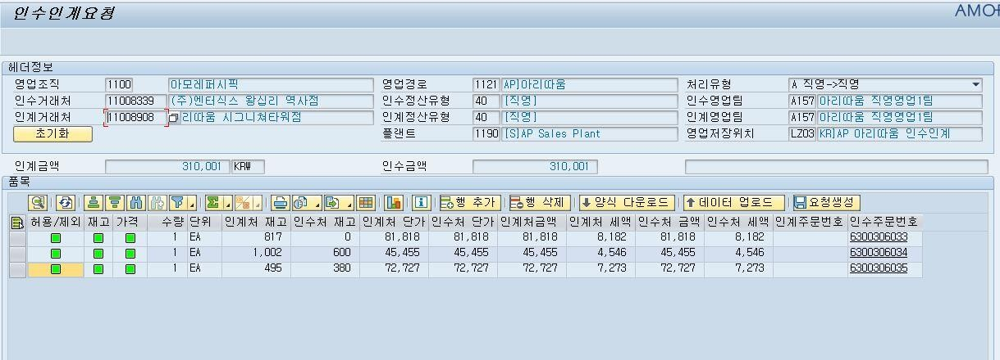 인수인계요청
AMOR
헤더정보
영업조직 1100 아모레퍼시픽 영업경로 1121 AP]아리따움 처리유형 A 직영->직영
인수거래처 11008339 (주)엔터식스 왕십리 역사점 인수정산유형 40 [직영] 인수영업팀 A157 아리따움 직영영업1팀
인계거래처 11008908 리따움 시그니쳐타워점 인계정산유형 40 [직영] 인계영업팀 A157 아리따움 직영영업1팀
초기화 플랜트 1190 [S]AP Sales Plant 영업저장위치 LZ03 KR]AP 아리따움 인수인계
인계금액 310,001 KRW 인수금액 310,001
품목
행 추가 행 삭제 양식 다운로드 데이터 업로드 요청생성
허용/제외 재고 가격 수량 단위 인계처 재고 인수처 재고 인계처 단가 인수처 단가 인계처금액 인계처 세액 인수처 금액 인수처 세액 인계주문번호 인수주문번호
1 EA 817 0 81,818 81,818 81,818 8,182 81,818 8,182 6300306033
1 EA 1,002 600 45,455 45,455 45,455 4,546 45,455 4,546 6300306034
1 EA 495 380 72,727 72,727 72,727 7,273 72,727 7,273 6300306035